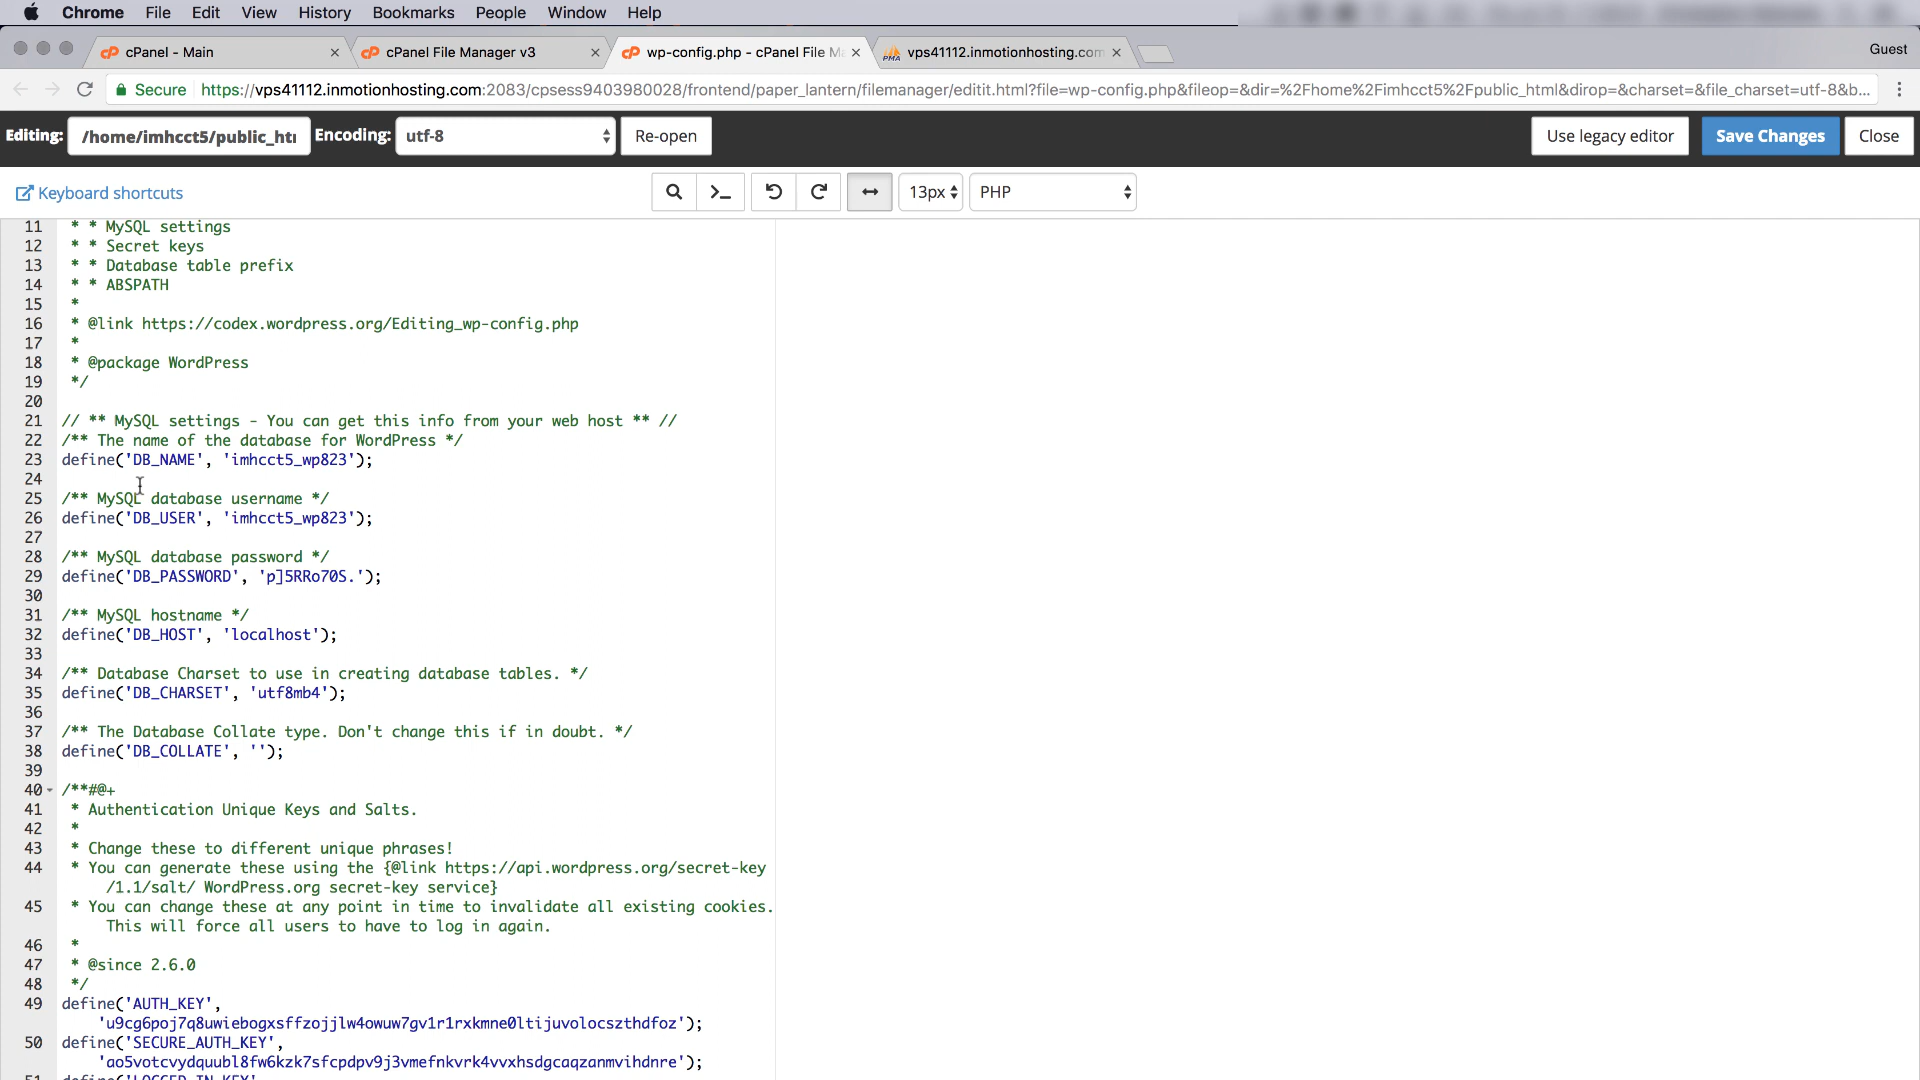 Chrome File Edit View History Bookmarks People Window Help
cPanel - Main
cPanel File Manager v3
wp-config.php - cPanel File Ma
PMA vps41112.inmotionhosting.com
Guest
Secure https://vps41112.inmotionhosting.com:2083/cpsess9403980028/frontend/paper_lantern/filemanager/editit.html?file=wp-config.php&fileop=&dir=%2Fhome%2Fimhcct5%2Fpublic_html&dirop=&charset=&file_charset=utf-8&b...
Editing: /home/imhcct5/public_htı Encoding: utf-8 Re-open Use legacy editor Save Changes Close
Keyboard shortcuts 13px PHP
11 * * MySQL settings
12 * * Secret keys
13 * * Database table prefix
14 * * ABSPATH
15 *
16 * @link https://codex.wordpress.org/Editing_wp-config.php
17 *
18 * @package WordPress
19 */
20
21 // ** MySQL settings - You can get this info from your web host ** //
22 /** The name of the database for WordPress */
23 define('DB_NAME', 'imhcct5_wp823');
24
25 /** MySQL database username */
26 define('DB_USER', 'imhcct5_wp823');
27
28 /** MySQL database password */
29 define('DB_PASSWORD', 'p]5RRo70S.');
30
31 /** MySQL hostname */
32 define('DB_HOST', 'localhost');
33
34 /** Database Charset to use in creating database tables. */
35 define('DB_CHARSET', 'utf8mb4');
36
37 /** The Database Collate type. Don't change this if in doubt. */
38 define('DB_COLLATE', '');
39
40 /**#@+
41 * Authentication Unique Keys and Salts.
42 *
43 * Change these to different unique phrases!
44 * You can generate these using the {@link https://api.wordpress.org/secret-key
/1.1/salt/ WordPress.org secret-key service}
45 * You can change these at any point in time to invalidate all existing cookies.
This will force all users to have to log in again.
46 *
47 * @since 2.6.0
48 */
49 define('AUTH_KEY',
'u9cg6poj7q8uwiebogxsffzojjlw4owuw7gv1r1rxkmne0ltijuvolocszthdfoz');
50 define('SECURE_AUTH_KEY',
'ao5votcvydquubl8fw6kzk7sfcpdpv9j3vmefnkvrk4vvxhsdgcaqzanmvihdnre');
51 define('LOGGED_IN_KEY',